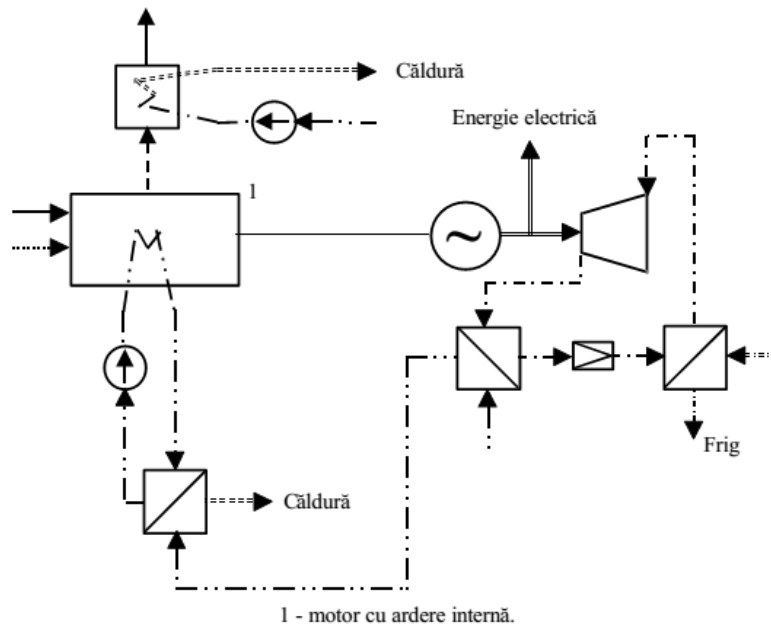 Căldură
Energie electrică
1
~
Frig
Căldură
1 - motor cu ardere internă.